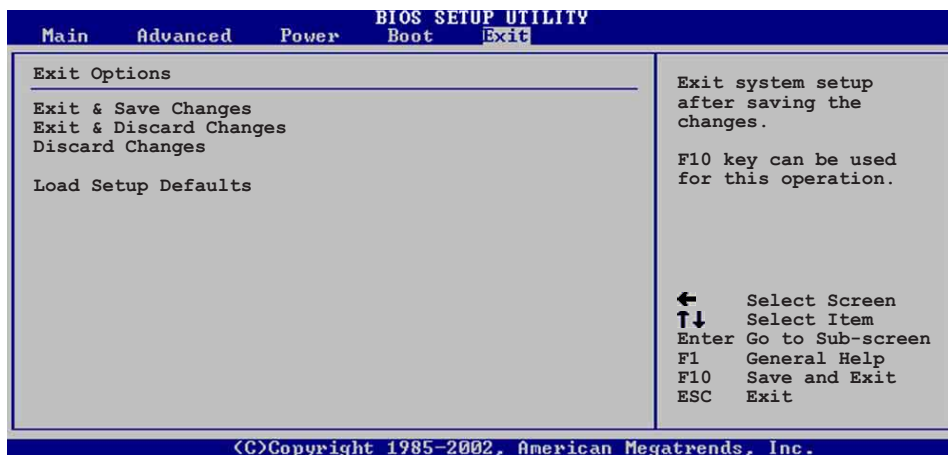 BIOS SETUP UTILITY
Main Advanced Power Boot Exit
Exit Options
Exit & Save Changes
Exit & Discard Changes
Discard Changes
Load Setup Defaults
Exit system setup
after saving the
changes.
F10 key can be used
for this operation.
← Select Screen
↑↓ Select Item
Enter Go to Sub-screen
F1 General Help
F10 Save and Exit
ESC Exit
(C)Copyright 1985-2002, American Megatrends, Inc.